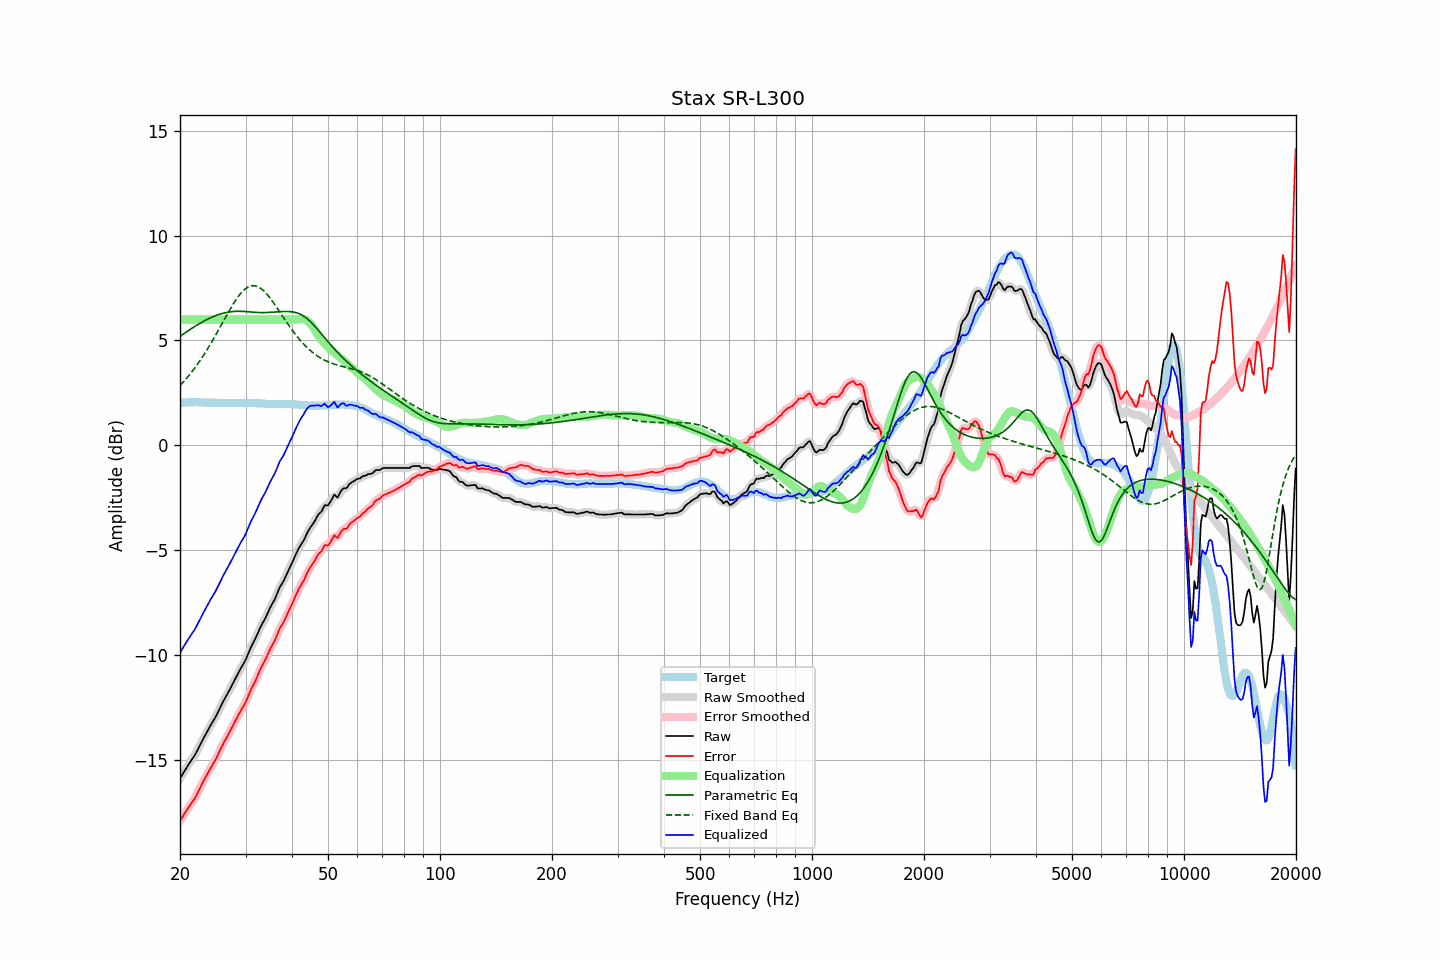 Stax SR-L300
15
10
5
0
−5
−10
−15
Amplitude (dBr)
Target
Raw Smoothed
Error Smoothed
Raw
Error
Equalization
Parametric Eq
Fixed Band Eq
Equalized
20 50 100 200 500 1000 2000 5000 10000 20000
Frequency (Hz)